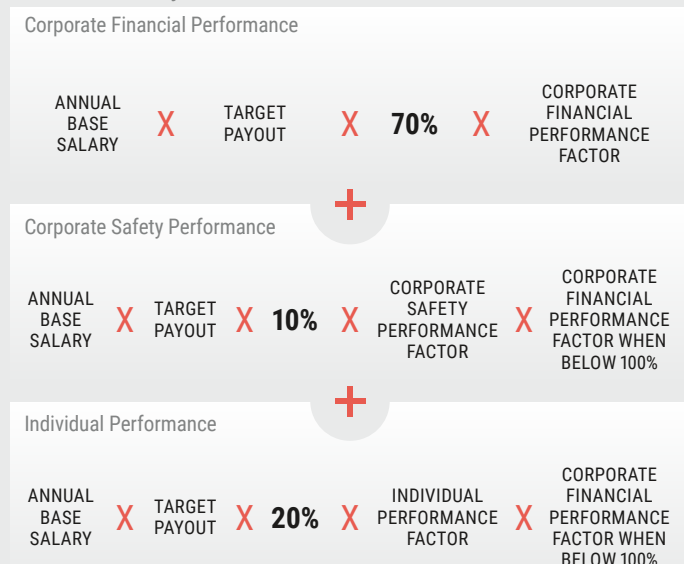 Corporate Financial Performance
ANNUAL
BASE
SALARY
X
TARGET
PAYOUT
X
70%
X
CORPORATE
FINANCIAL
PERFORMANCE
FACTOR
+
Corporate Safety Performance
ANNUAL
BASE
SALARY
X
TARGET
PAYOUT
X
10%
X
CORPORATE
SAFETY
PERFORMANCE
FACTOR
X
CORPORATE
FINANCIAL
PERFORMANCE
FACTOR WHEN
BELOW 100%
+
Individual Performance
ANNUAL
BASE
SALARY
X
TARGET
PAYOUT
X
20%
X
INDIVIDUAL
PERFORMANCE
FACTOR
X
CORPORATE
FINANCIAL
PERFORMANCE
FACTOR WHEN
BELOW 100%